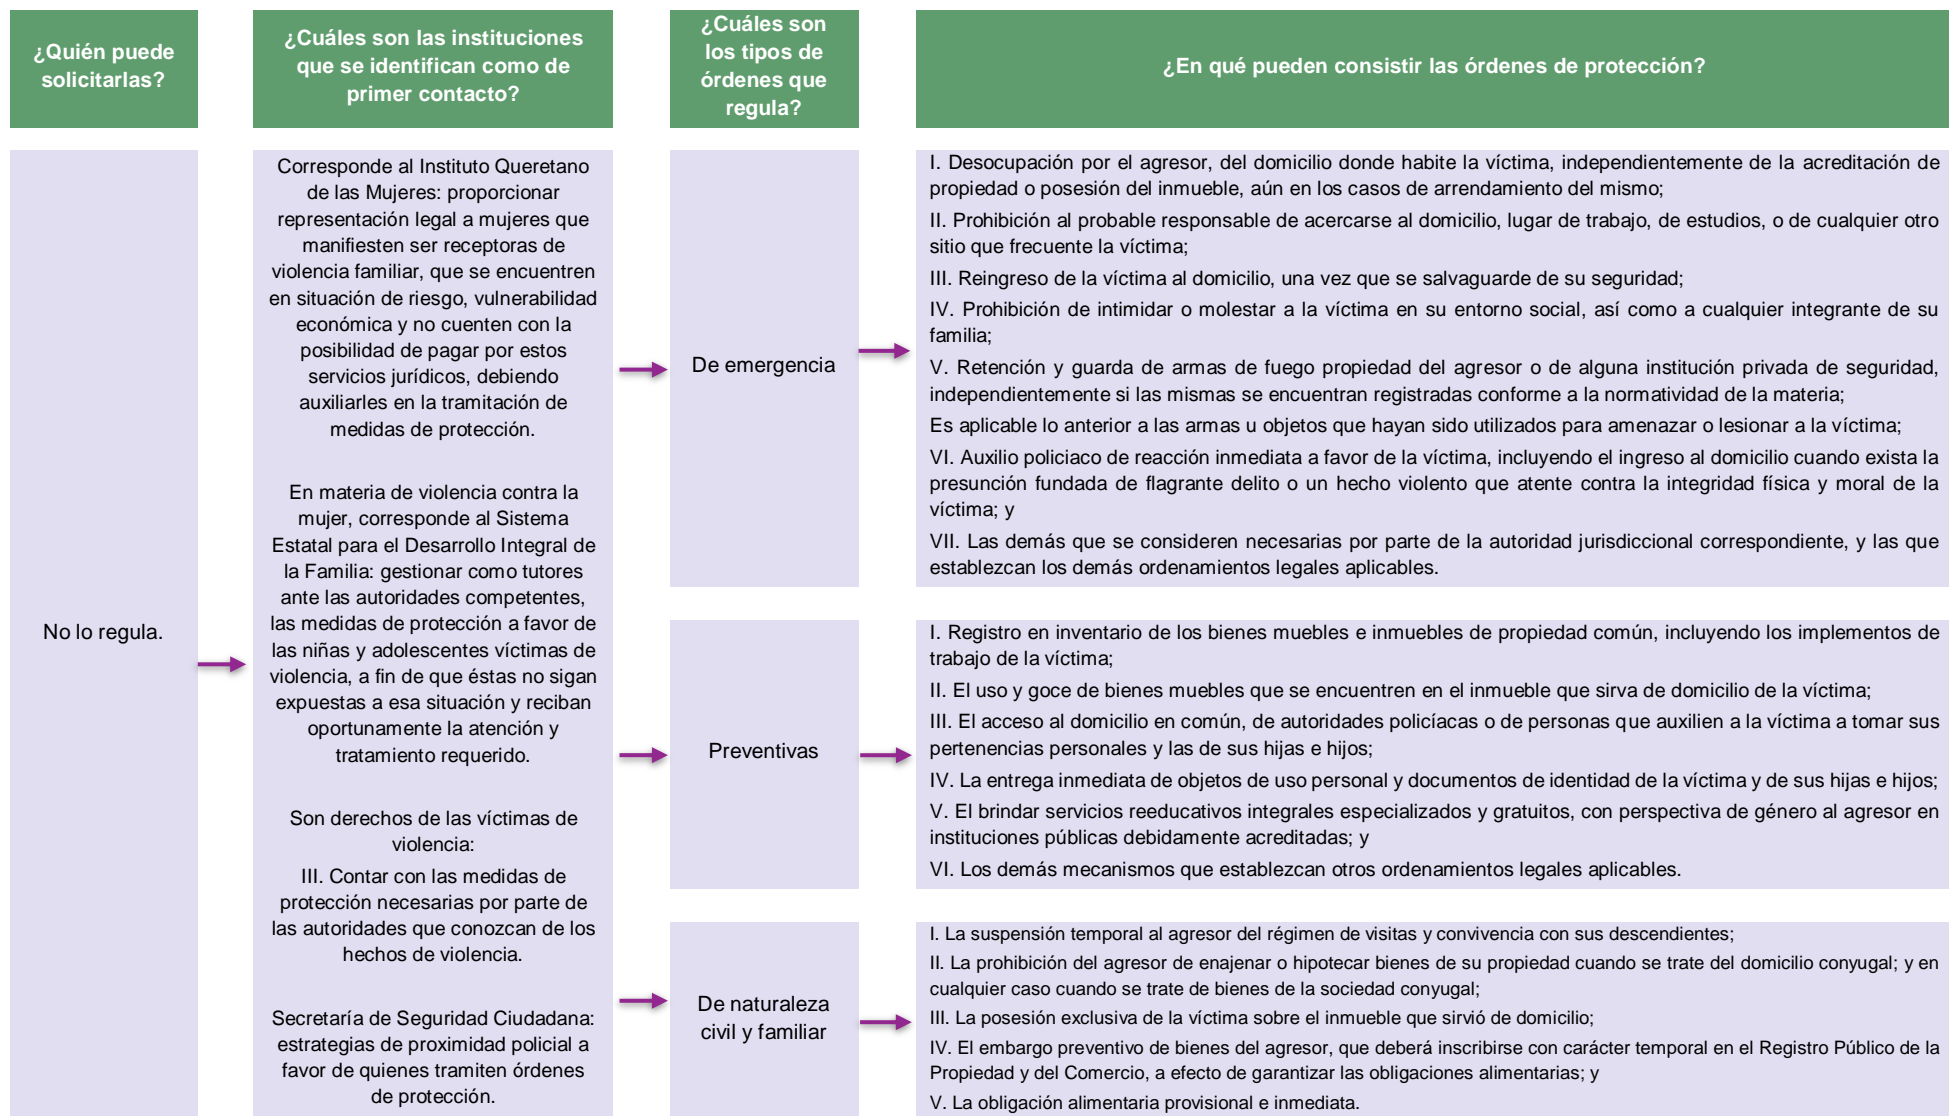 ¿Quién puede
solicitarlas?
¿Cuáles son las instituciones
que se identifican como de
primer contacto?
¿Cuáles son
los tipos de
órdenes que
regula?
¿En qué pueden consistir las órdenes de protección?
No lo regula.
Corresponde al Instituto Queretano
de las Mujeres: proporcionar
representación legal a mujeres que
manifiesten ser receptoras de
violencia familiar, que se encuentren
en situación de riesgo, vulnerabilidad
económica y no cuenten con la
posibilidad de pagar por estos
servicios jurídicos, debiendo
auxiliarles en la tramitación de
medidas de protección.
En materia de violencia contra la
mujer, corresponde al Sistema
Estatal para el Desarrollo Integral de
la Familia: gestionar como tutores
ante las autoridades competentes,
las medidas de protección a favor de
las niñas y adolescentes víctimas de
violencia, a fin de que éstas no sigan
expuestas a esa situación y reciban
oportunamente la atención y
tratamiento requerido.
Son derechos de las víctimas de
violencia:
III. Contar con las medidas de
protección necesarias por parte de
las autoridades que conozcan de los
hechos de violencia.
Secretaría de Seguridad Ciudadana:
estrategias de proximidad policial a
favor de quienes tramiten órdenes
de protección.
De emergencia
I. Desocupación por el agresor, del domicilio donde habite la víctima, independientemente de la acreditación de
propiedad o posesión del inmueble, aún en los casos de arrendamiento del mismo;
II. Prohibición al probable responsable de acercarse al domicilio, lugar de trabajo, de estudios, o de cualquier otro
sitio que frecuente la víctima;
III. Reingreso de la víctima al domicilio, una vez que se salvaguarde de su seguridad;
IV. Prohibición de intimidar o molestar a la víctima en su entorno social, así como a cualquier integrante de su
familia;
V. Retención y guarda de armas de fuego propiedad del agresor o de alguna institución privada de seguridad,
independientemente si las mismas se encuentran registradas conforme a la normatividad de la materia;
Es aplicable lo anterior a las armas u objetos que hayan sido utilizados para amenazar o lesionar a la víctima;
VI. Auxilio policiaco de reacción inmediata a favor de la víctima, incluyendo el ingreso al domicilio cuando exista la
presunción fundada de flagrante delito o un hecho violento que atente contra la integridad física y moral de la
víctima; y
VII. Las demás que se consideren necesarias por parte de la autoridad jurisdiccional correspondiente, y las que
establezcan los demás ordenamientos legales aplicables.
Preventivas
I. Registro en inventario de los bienes muebles e inmuebles de propiedad común, incluyendo los implementos de
trabajo de la víctima;
II. El uso y goce de bienes muebles que se encuentren en el inmueble que sirva de domicilio de la víctima;
III. El acceso al domicilio en común, de autoridades policíacas o de personas que auxilien a la víctima a tomar sus
pertenencias personales y las de sus hijas e hijos;
IV. La entrega inmediata de objetos de uso personal y documentos de identidad de la víctima y de sus hijas e hijos;
V. El brindar servicios reeducativos integrales especializados y gratuitos, con perspectiva de género al agresor en
instituciones públicas debidamente acreditadas; y
VI. Los demás mecanismos que establezcan otros ordenamientos legales aplicables.
De naturaleza
civil y familiar
I. La suspensión temporal al agresor del régimen de visitas y convivencia con sus descendientes;
II. La prohibición del agresor de enajenar o hipotecar bienes de su propiedad cuando se trate del domicilio conyugal; y en
cualquier caso cuando se trate de bienes de la sociedad conyugal;
III. La posesión exclusiva de la víctima sobre el inmueble que sirvió de domicilio;
IV. El embargo preventivo de bienes del agresor, que deberá inscribirse con carácter temporal en el Registro Público de la
Propiedad y del Comercio, a efecto de garantizar las obligaciones alimentarias; y
V. La obligación alimentaria provisional e inmediata.